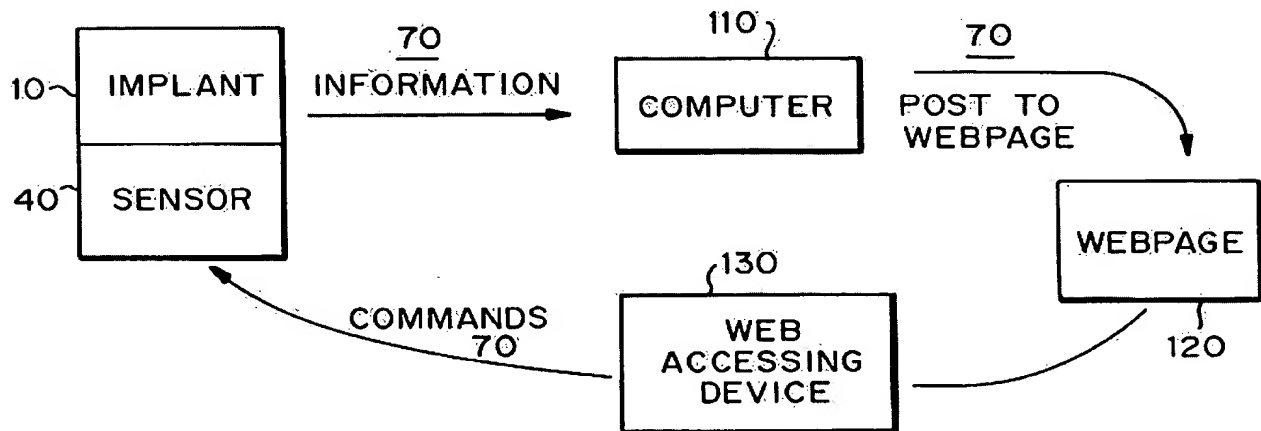 70
110
70
10
IMPLANT
INFORMATION
COMPUTER
POST TO
WEBPAGE
40
SENSOR
WEBPAGE
130
120
COMMANDS
70
WEB
ACCESSING
DEVICE